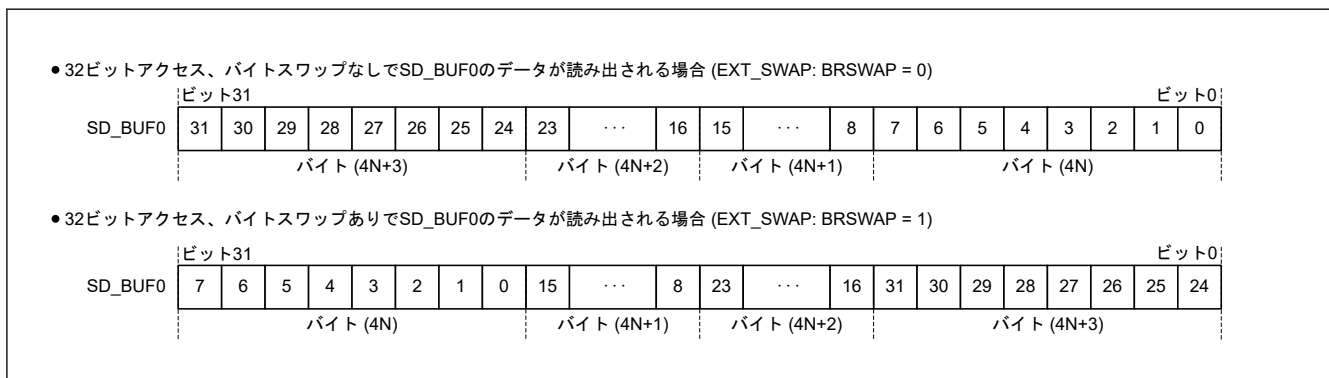 ● 32ビットアクセス、バイトスワップなしでSD_BUF0のデータが読み出される場合 (EXT_SWAP: BRSWAP = 0)
ビット31 ビット0
SD_BUF0 31 30 29 28 27 26 25 24 23 ··· 16 15 ··· 8 7 6 5 4 3 2 1 0
バイト (4N+3) バイト (4N+2) バイト (4N+1) バイト (4N)
● 32ビットアクセス、バイトスワップありでSD_BUF0のデータが読み出される場合 (EXT_SWAP: BRSWAP = 1)
ビット31 ビット0
SD_BUF0 7 6 5 4 3 2 1 0 15 ··· 8 23 ··· 16 31 30 29 28 27 26 25 24
バイト (4N) バイト (4N+1) バイト (4N+2) バイト (4N+3)